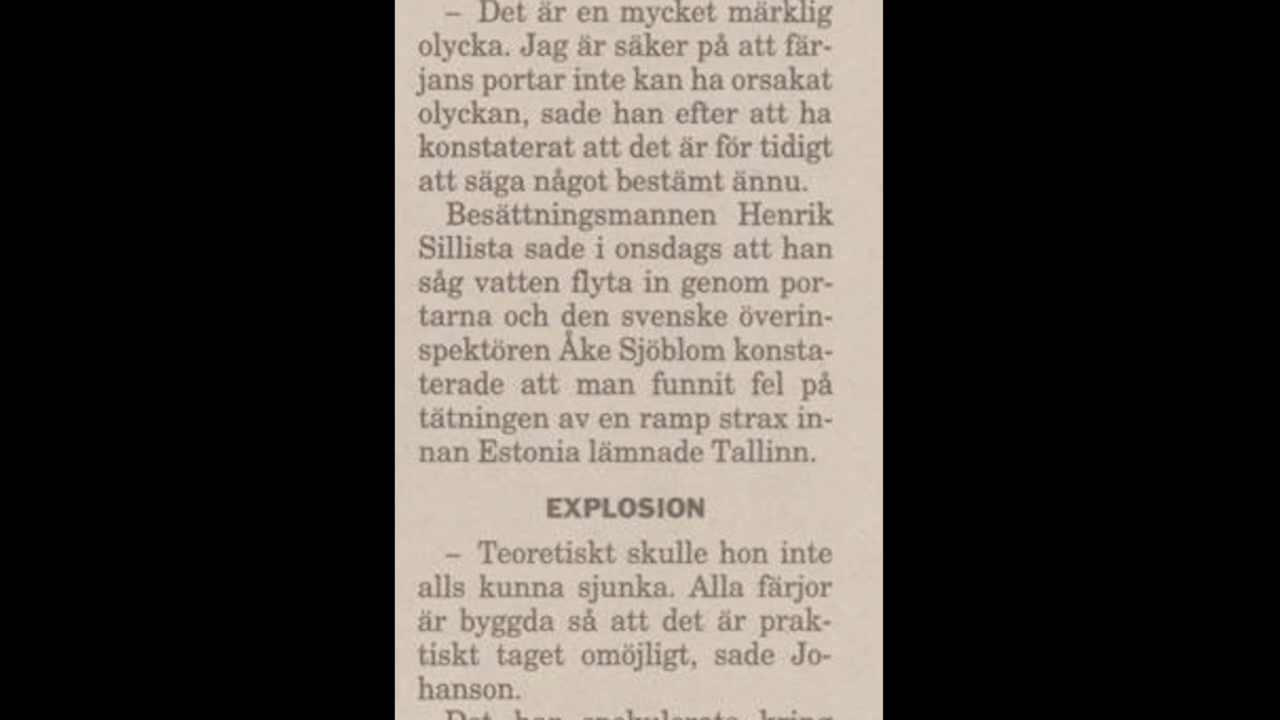 – Det är en mycket märklig
olycka. Jag är säker på att fär-
jans portar inte kan ha orsakat
olyckan, sade han efter att ha
konstaterat att det är för tidigt
att säga något bestämt ännu.
Besättningsmannen Henrik
Sillista sade i onsdags att han
såg vatten flyta in genom por-
tarna och den svenske överin-
spektören Åke Sjöblom konsta-
terade att man funnit fel på
tätningen av en ramp strax in-
nan Estonia lämnade Tallinn.
EXPLOSION
– Teoretiskt skulle hon inte
alls kunna sjunka. Alla färjor
är byggda så att det är prak-
tiskt taget omöjligt, sade Jo-
hanson.